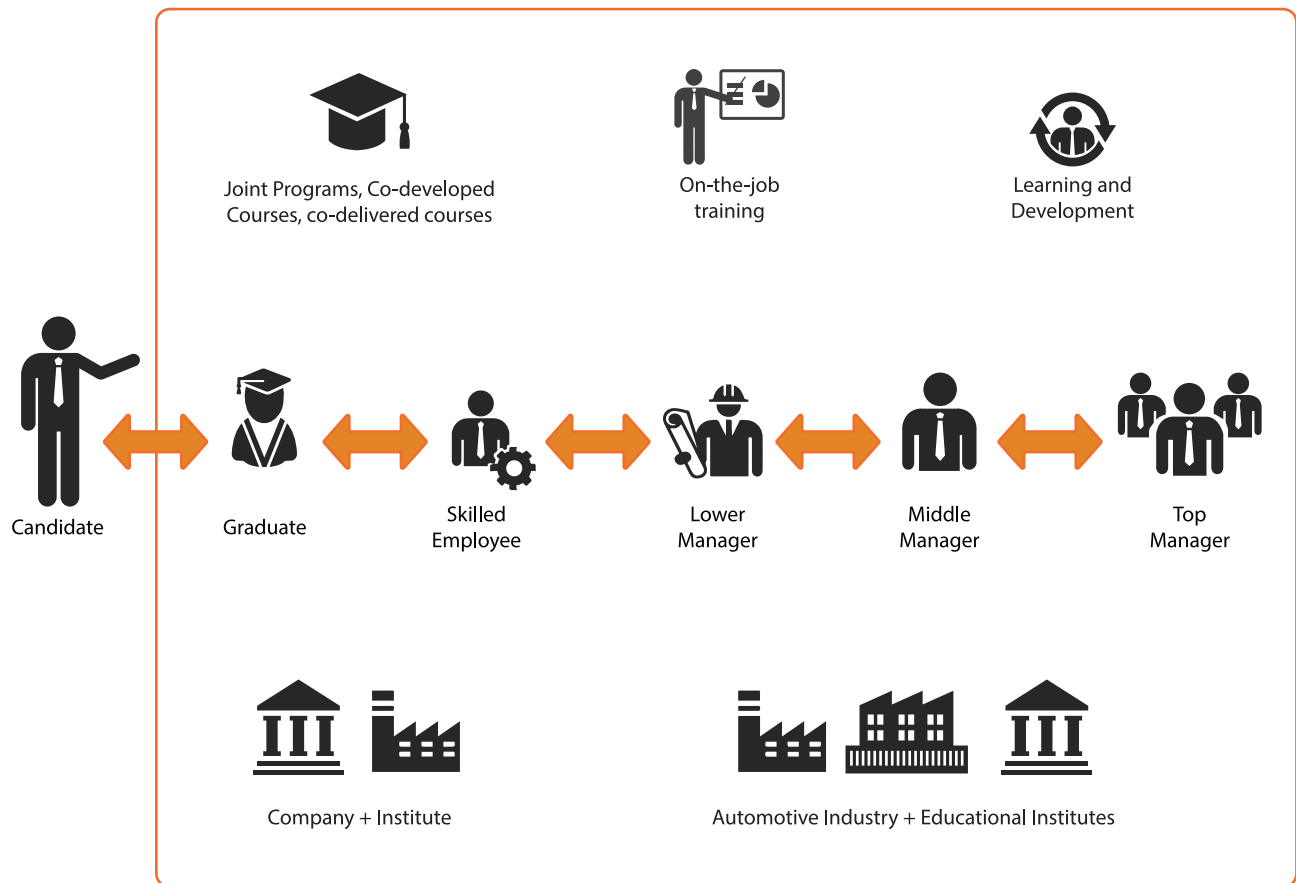 Joint Programs, Co-developed
Courses, co-delivered courses
On-the-job
training
Learning and
Development
Candidate
Graduate
Skilled
Employee
Lower
Manager
Middle
Manager
Top
Manager
Company + Institute
Automotive Industry + Educational Institutes